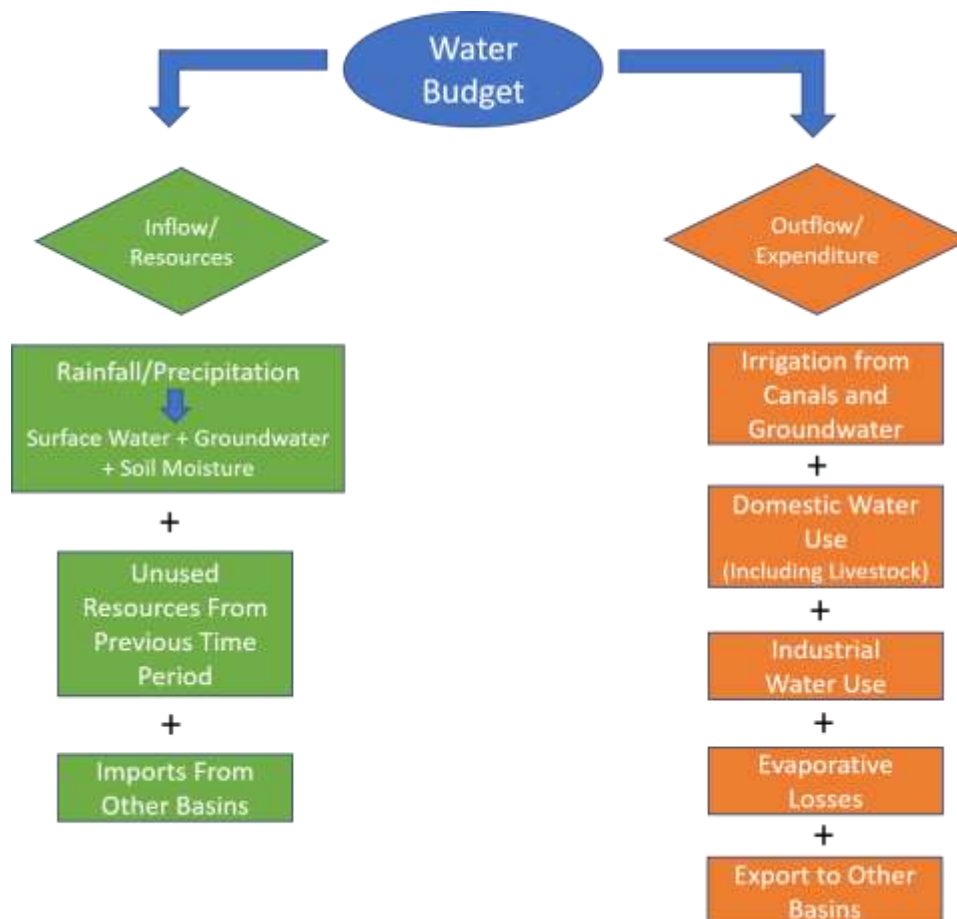 Water
Budget
Inflow/
Resources
Outflow/
Expenditure
Rainfall/Precipitation
Surface Water + Groundwater
+ Soil Moisture
+
Unused
Resources From
Previous Time
Period
+
Imports From
Other Basins
Irrigation from
Canals and
Groundwater
+
Domestic Water
Use
(Including Livestock)
+
Industrial
Water Use
+
Evaporative
Losses
+
Export to Other
Basins